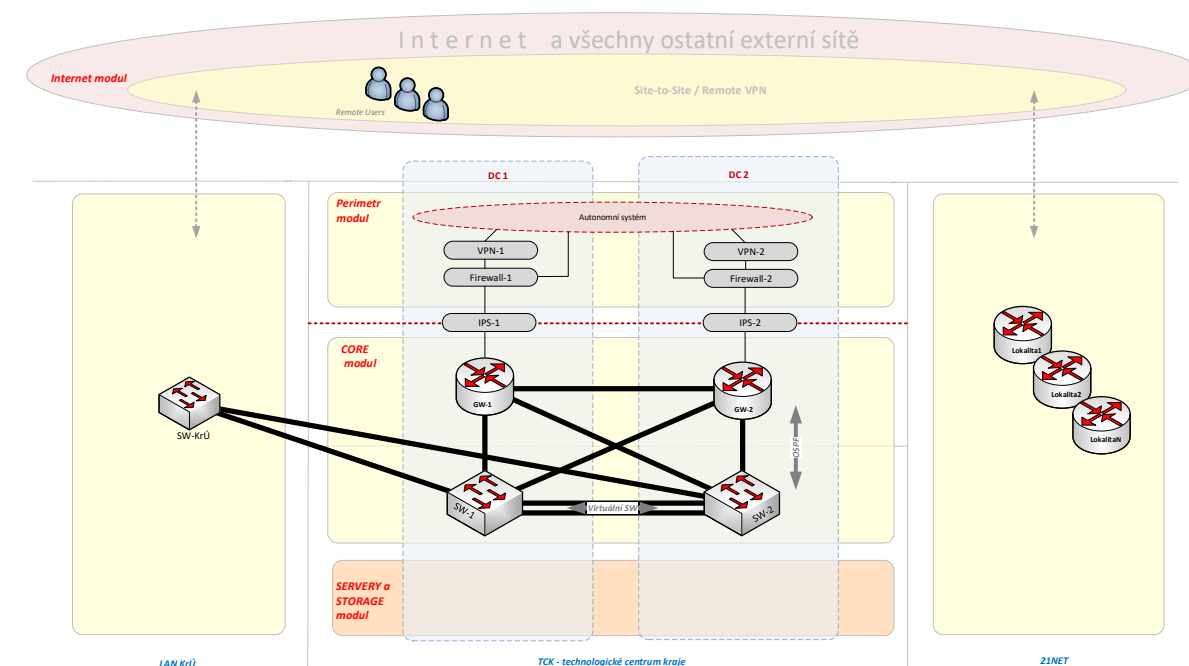 I n t e r n e t a všechny ostatní externí sítě
Internet modul
Site-to-Site / Remote VPN
Remote Users
DC 1
DC 2
Perimetr
modul
Autonomní systém
VPN-1
VPN-2
Firewall-1
Firewall-2
IPS-1
IPS-2
CORE
modul
Lokalita1
Lokalita2
LokalitaN
GW-1
GW-2
SW-KrÚ
OSPF
SW-1
Virtuální SW
SW-2
SERVERY a
STORAGE
modul
LAN KrÚ
TCK - technologické centrum kraje
21NET